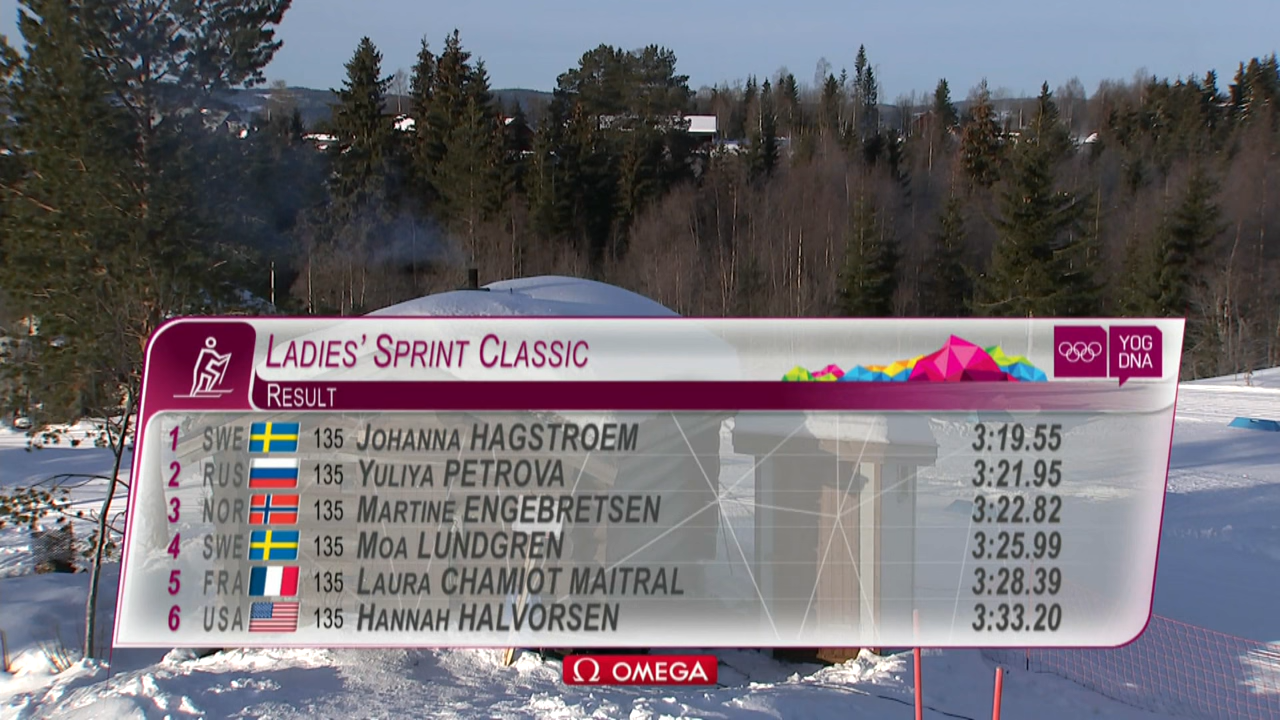 LADIES' SPRINT CLASSIC
YOG
DNA
RESULT
1 SWE 135 JOHANNA HAGSTROEM 3:19.55
2 RUS 135 YULIYA PETROVA 3:21.95
3 NOR 135 MARTINE ENGEBRETSEN 3:22.82
4 SWE 135 MOA LUNDGREN 3:25.99
5 FRA 135 LAURA CHAMIOT MAITRAL 3:28.39
6 USA 135 HANNAH HALVORSEN 3:33.20
Ω OMEGA